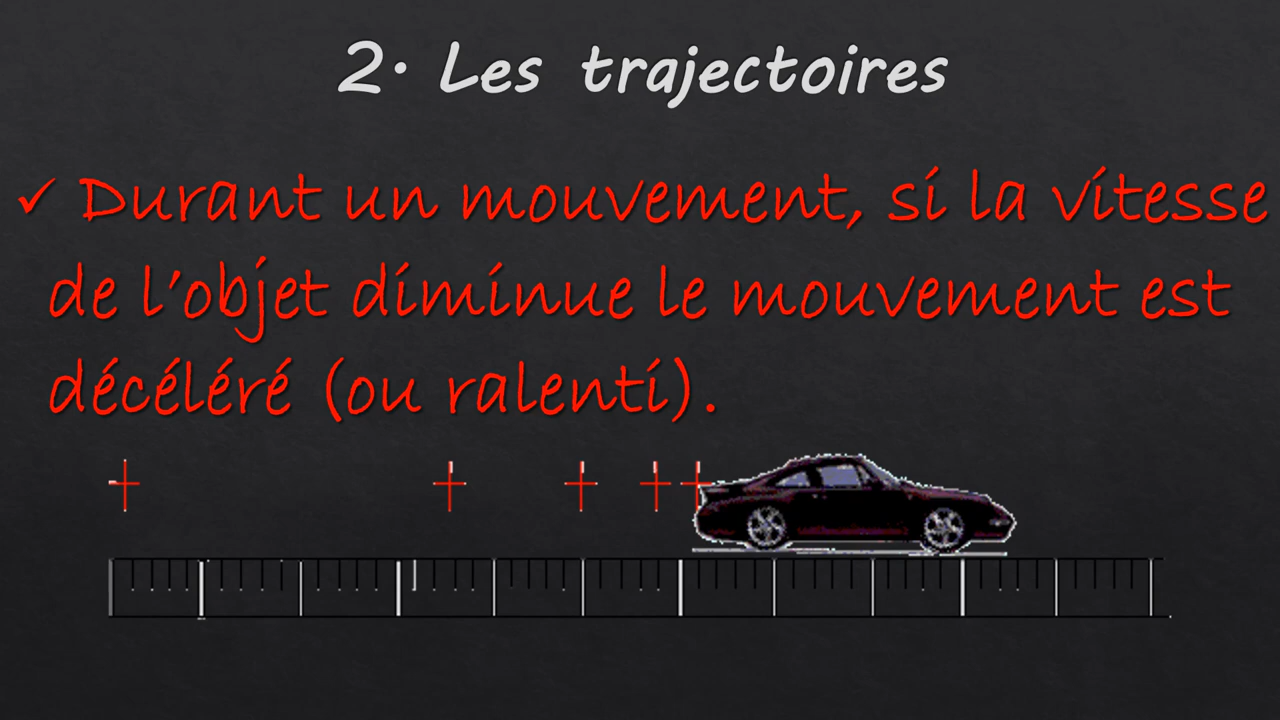 2. Les trajectoires
✓ Durant un mouvement, si la vitesse
de l'objet diminue le mouvement est
décéléré (ou ralenti).